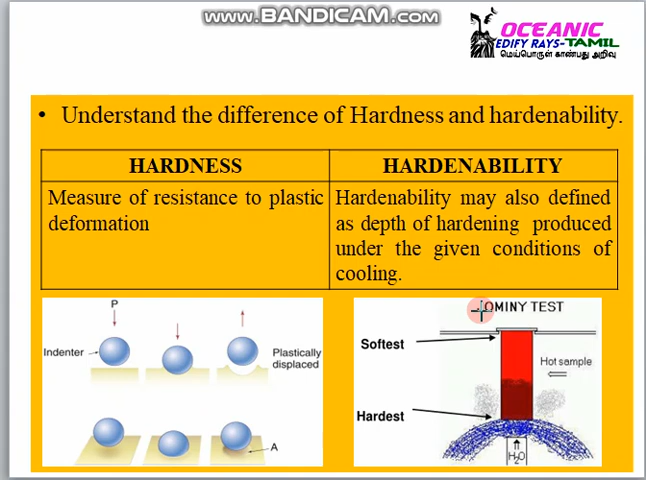 www.BANDICAM.com
OCEANIC
EDIFY RAYS-TAMIL
மெய்பொருள் காண்பது அறிவு
• Understand the difference of Hardness and hardenability.
HARDNESS
HARDENABILITY
Measure of resistance to plastic
deformation
Hardenability may also defined
as depth of hardening produced
under the given conditions of
cooling.
P
Indenter
Plastically
displaced
A
JOMINY TEST
Softest
Hot sample
Hardest
H2O